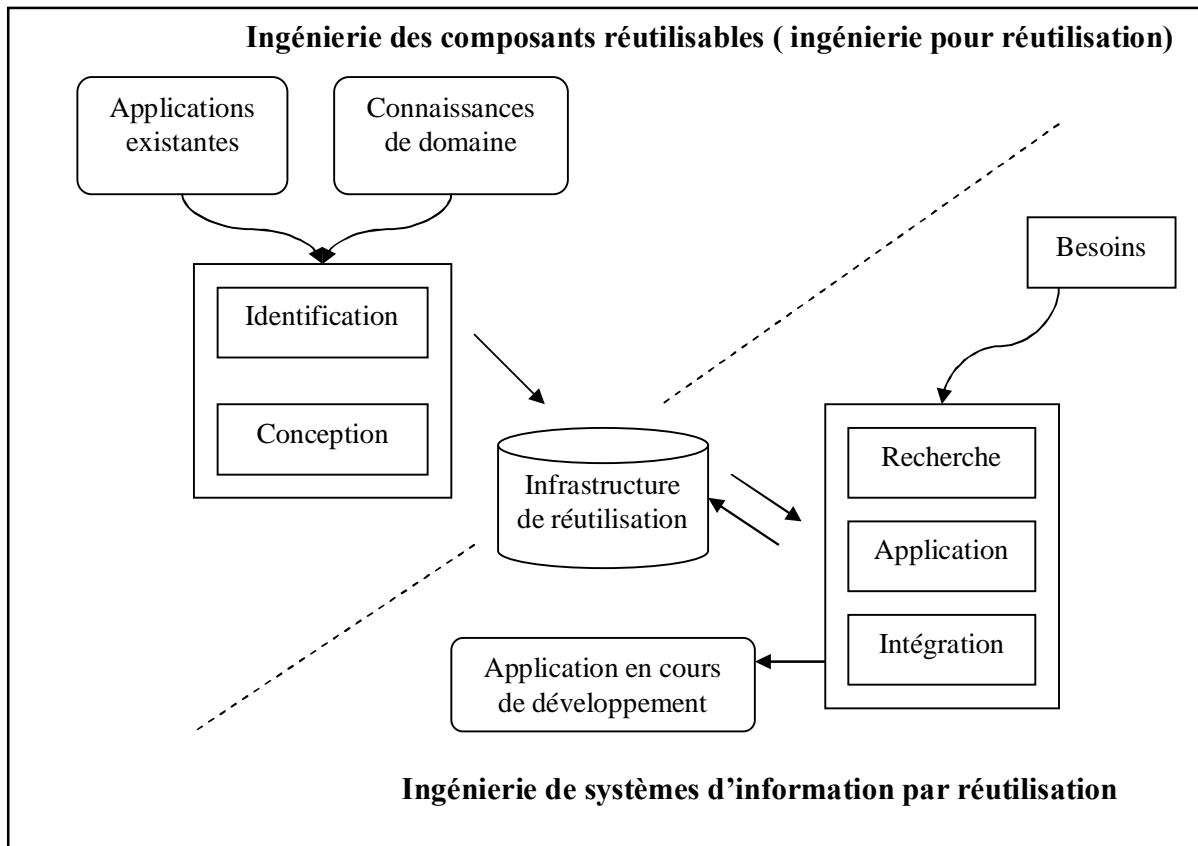 Ingénierie des composants réutilisables ( ingénierie pour réutilisation)
Applications
existantes
Connaissances
de domaine
Identification
Conception
Besoins
Infrastructure
de réutilisation
Recherche
Application
Intégration
Application en cours
de développement
Ingénierie de systèmes d’information par réutilisation